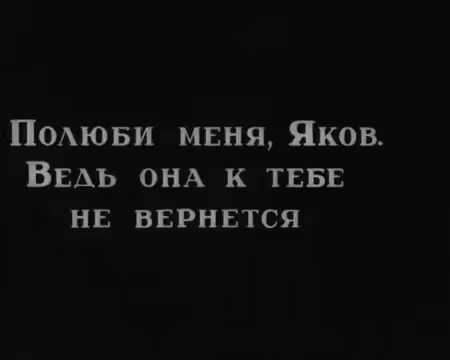 Полюби меня, Яков.
Ведь она к тебе
не вернется